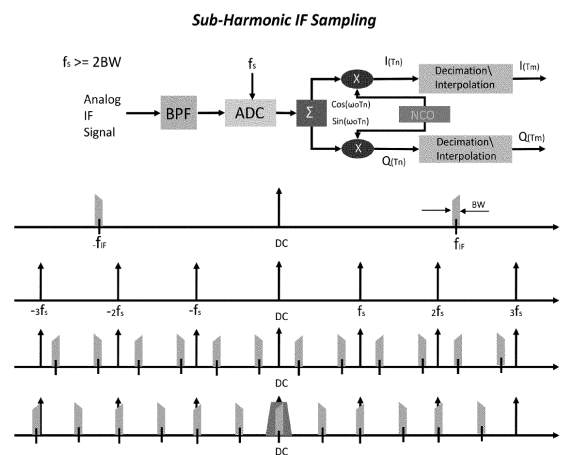 Sub-Harmonic IF Sampling
fs >= 2BW
fs
I(Tn)
I(Tm)
Analog
IF
Signal
BPF
ADC
Σ
X
Cos(ωoTn)
Sin(ωoTn)
X
NCO
Decimation\
Interpolation
Decimation\
Interpolation
Q(Tn)
Q(Tm)
BW
-fIF
DC
fIF
-3fs
-2fs
-fs
DC
fs
2fs
3fs
DC
DC